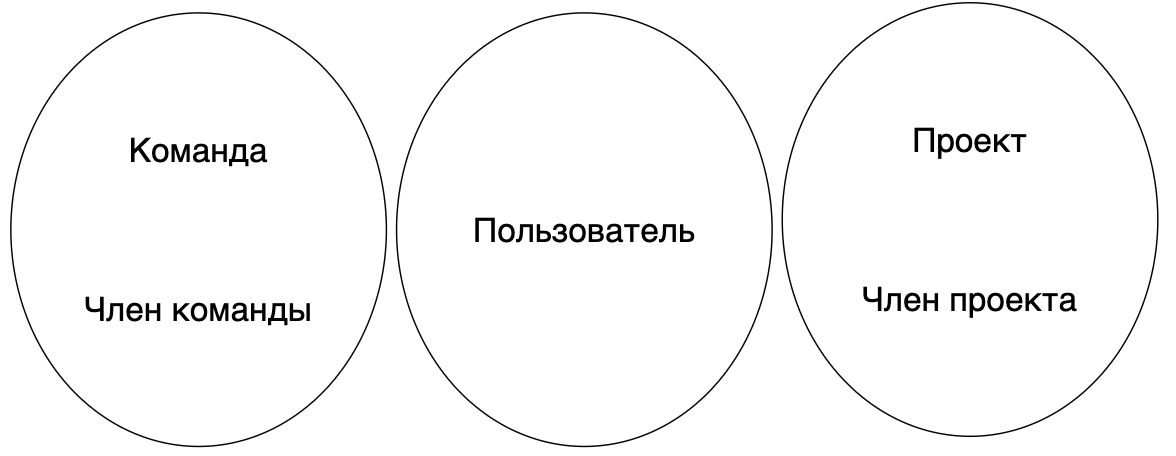 Команда
Член команды
Пользователь
Проект
Член проекта